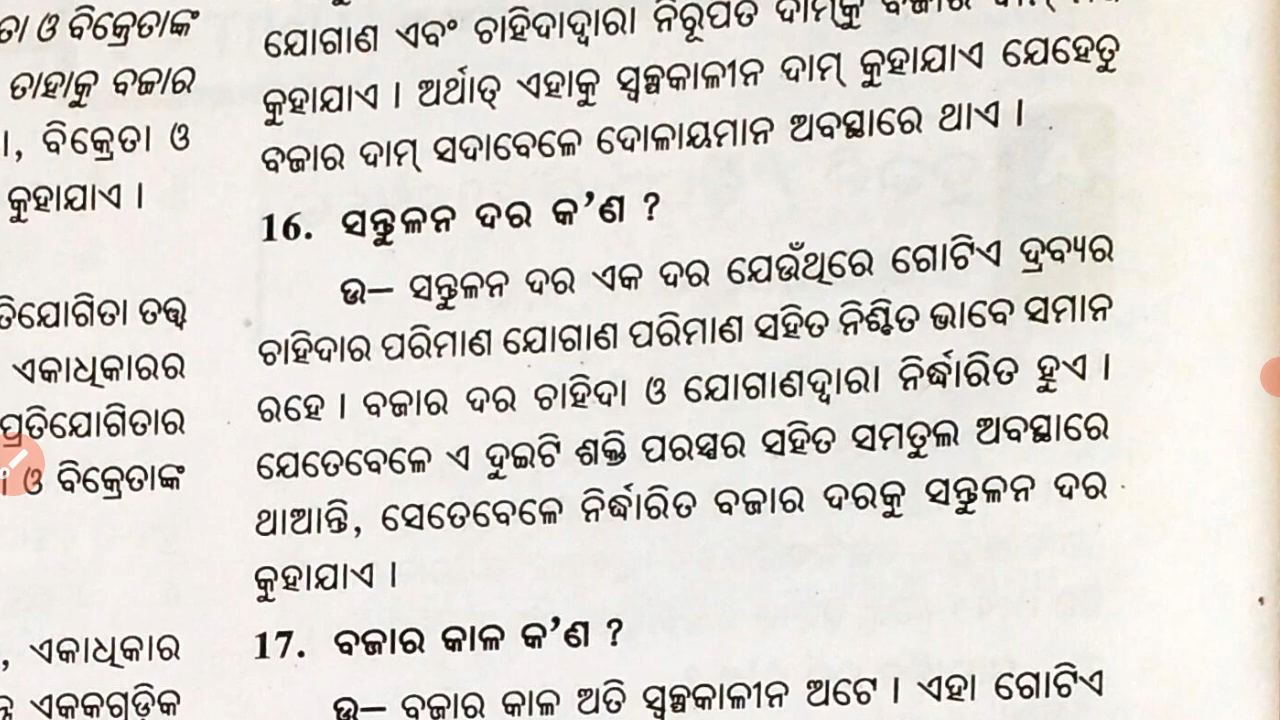 ତା ଓ ବିକ୍ରେତାଙ୍କ
ତାହାକୁ ବଜାର
, ବିକ୍ରେତା ଓ
କୁହାଯାଏ ।
ତିଯୋଗିତା ତତ୍ତ୍ୱ
ଏକାଧିକାରର
ପ୍ରତିଯୋଗିତାର
ଓ ବିକ୍ରେତାଙ୍କ
, ଏକାଧିକାର
ଏକକଗୁଡ଼ିକ
ଯୋଗାଣ ଏବଂ ଚାହିଦାଦ୍ୱାରା ନିରୂପିତ ଦାମ୍‌କୁ ବଜାର
କୁହାଯାଏ । ଅର୍ଥାତ୍ ଏହାକୁ ସ୍ୱଳ୍ପକାଳୀନ ଦାମ୍ କୁହାଯାଏ ଯେହେତୁ
ବଜାର ଦାମ୍ ସଦାବେଳେ ଦୋଳାୟମାନ ଅବସ୍ଥାରେ ଥାଏ ।
16. ସନ୍ତୁଳନ ଦର କ'ଣ ?
ଉ– ସନ୍ତୁଳନ ଦର ଏକ ଦର ଯେଉଁଥିରେ ଗୋଟିଏ ଦ୍ରବ୍ୟର
ଚାହିଦାର ପରିମାଣ ଯୋଗାଣ ପରିମାଣ ସହିତ ନିଶ୍ଚିତ ଭାବେ ସମାନ
ରହେ । ବଜାର ଦର ଚାହିଦା ଓ ଯୋଗାଣଦ୍ୱାରା ନିର୍ଦ୍ଧାରିତ ହୁଏ ।
ଯେତେବେଳେ ଏ ଦୁଇଟି ଶକ୍ତି ପରସ୍ପର ସହିତ ସମତୁଲ ଅବସ୍ଥାରେ
ଥାଆନ୍ତି, ସେତେବେଳେ ନିର୍ଦ୍ଧାରିତ ବଜାର ଦରକୁ ସନ୍ତୁଳନ ଦର
କୁହାଯାଏ ।
17. ବଜାର କାଳ କ'ଣ ?
ଉ– ବଜାର କାଳ ଅତି ସ୍ୱଳ୍ପକାଳୀନ ଅଟେ । ଏହା ଗୋଟିଏ